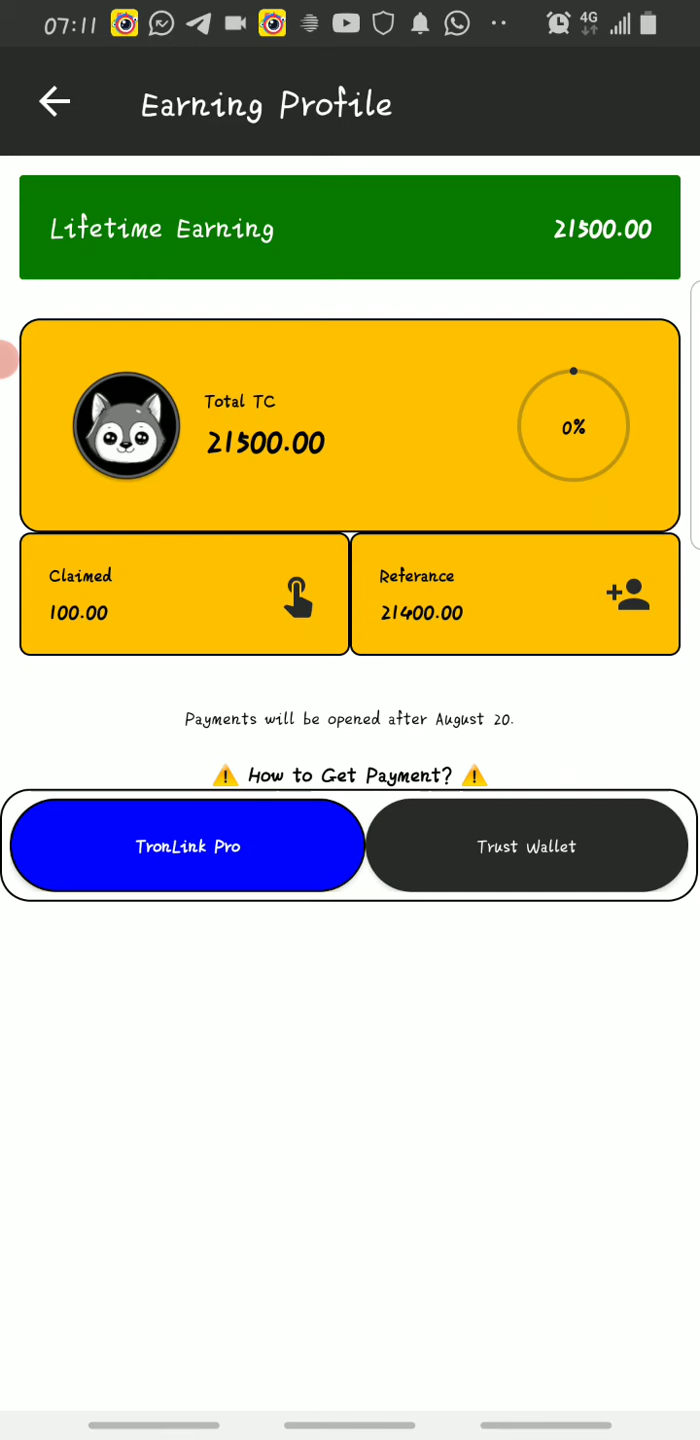 07:11
4G
Earning Profile
Lifetime Earning 21500.00
Total TC
21500.00
0%
Claimed
100.00
Referance
21400.00
Payments will be opened after August 20.
⚠️ How to Get Payment? ⚠️
TronLink Pro
Trust Wallet